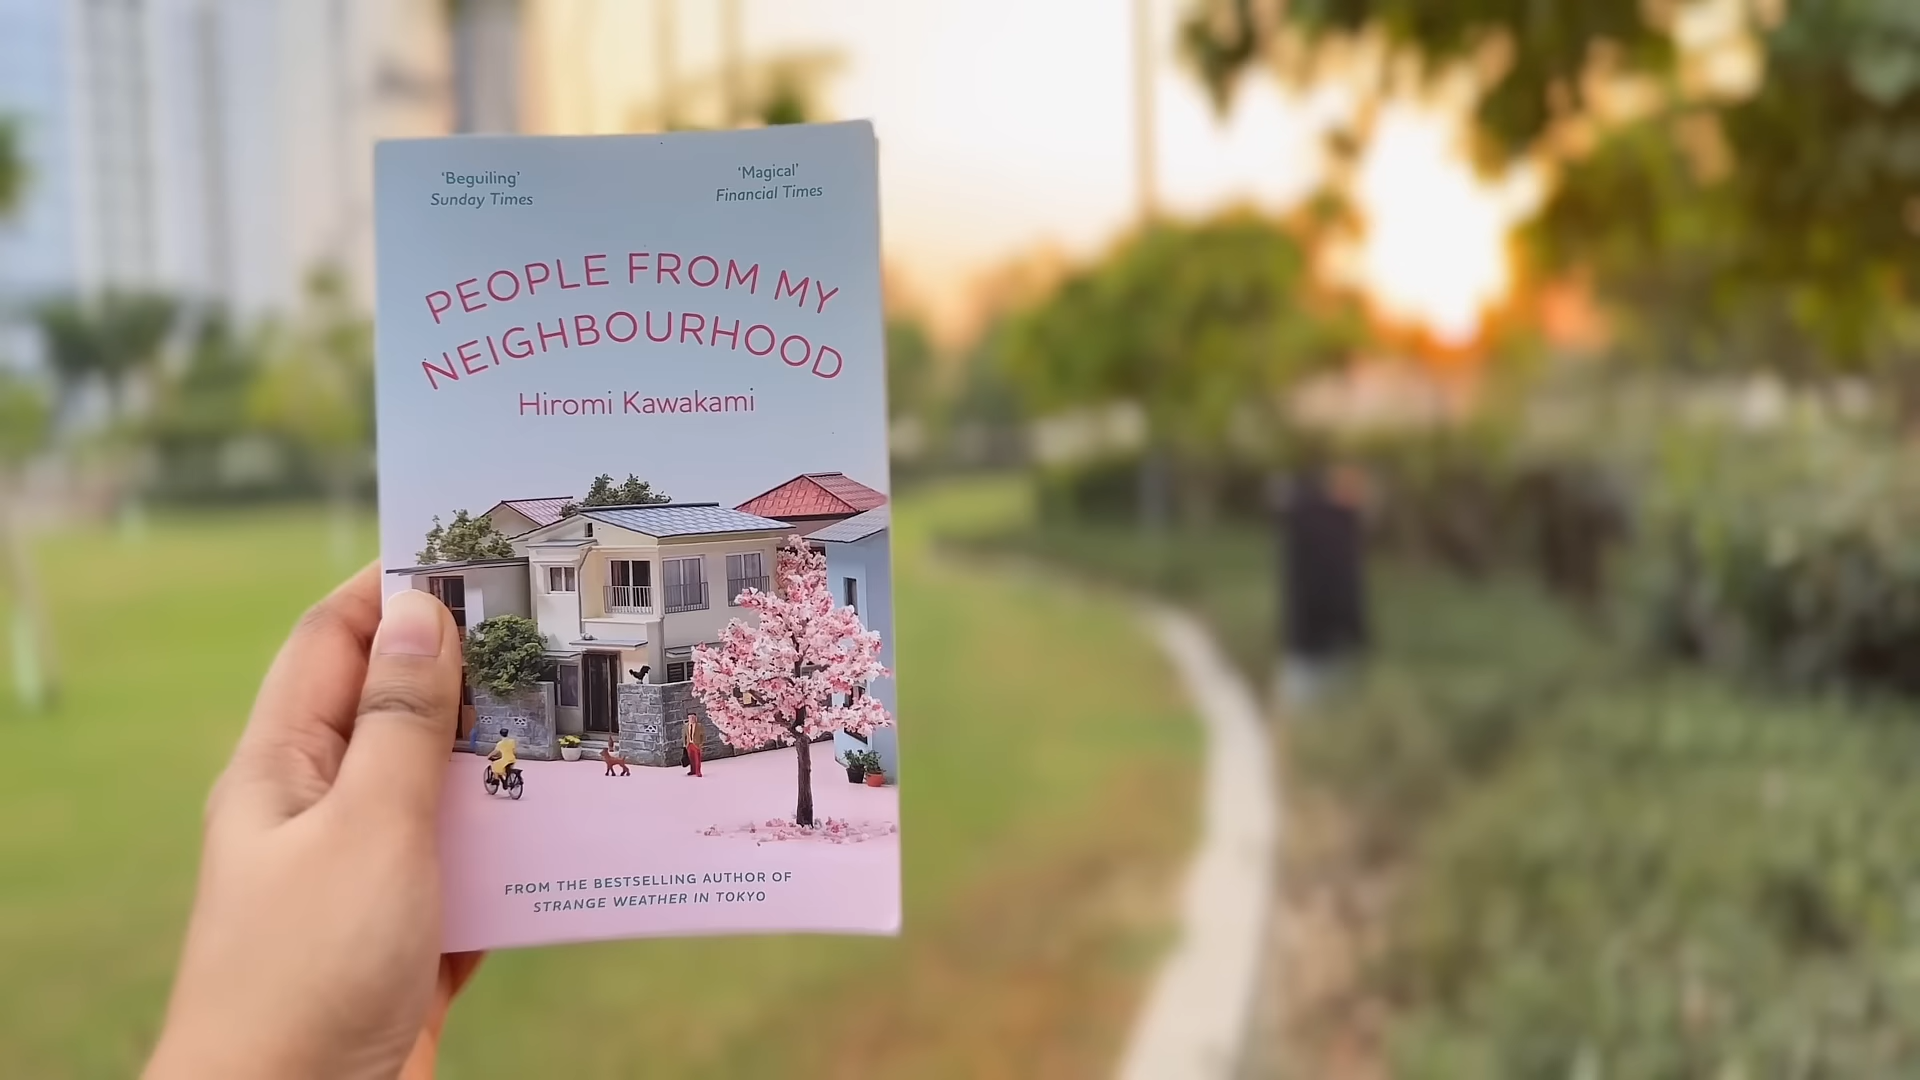 ‘Beguiling’
Sunday Times
‘Magical’
Financial Times
PEOPLE FROM MY
NEIGHBOURHOOD
Hiromi Kawakami
FROM THE BESTSELLING AUTHOR OF
STRANGE WEATHER IN TOKYO